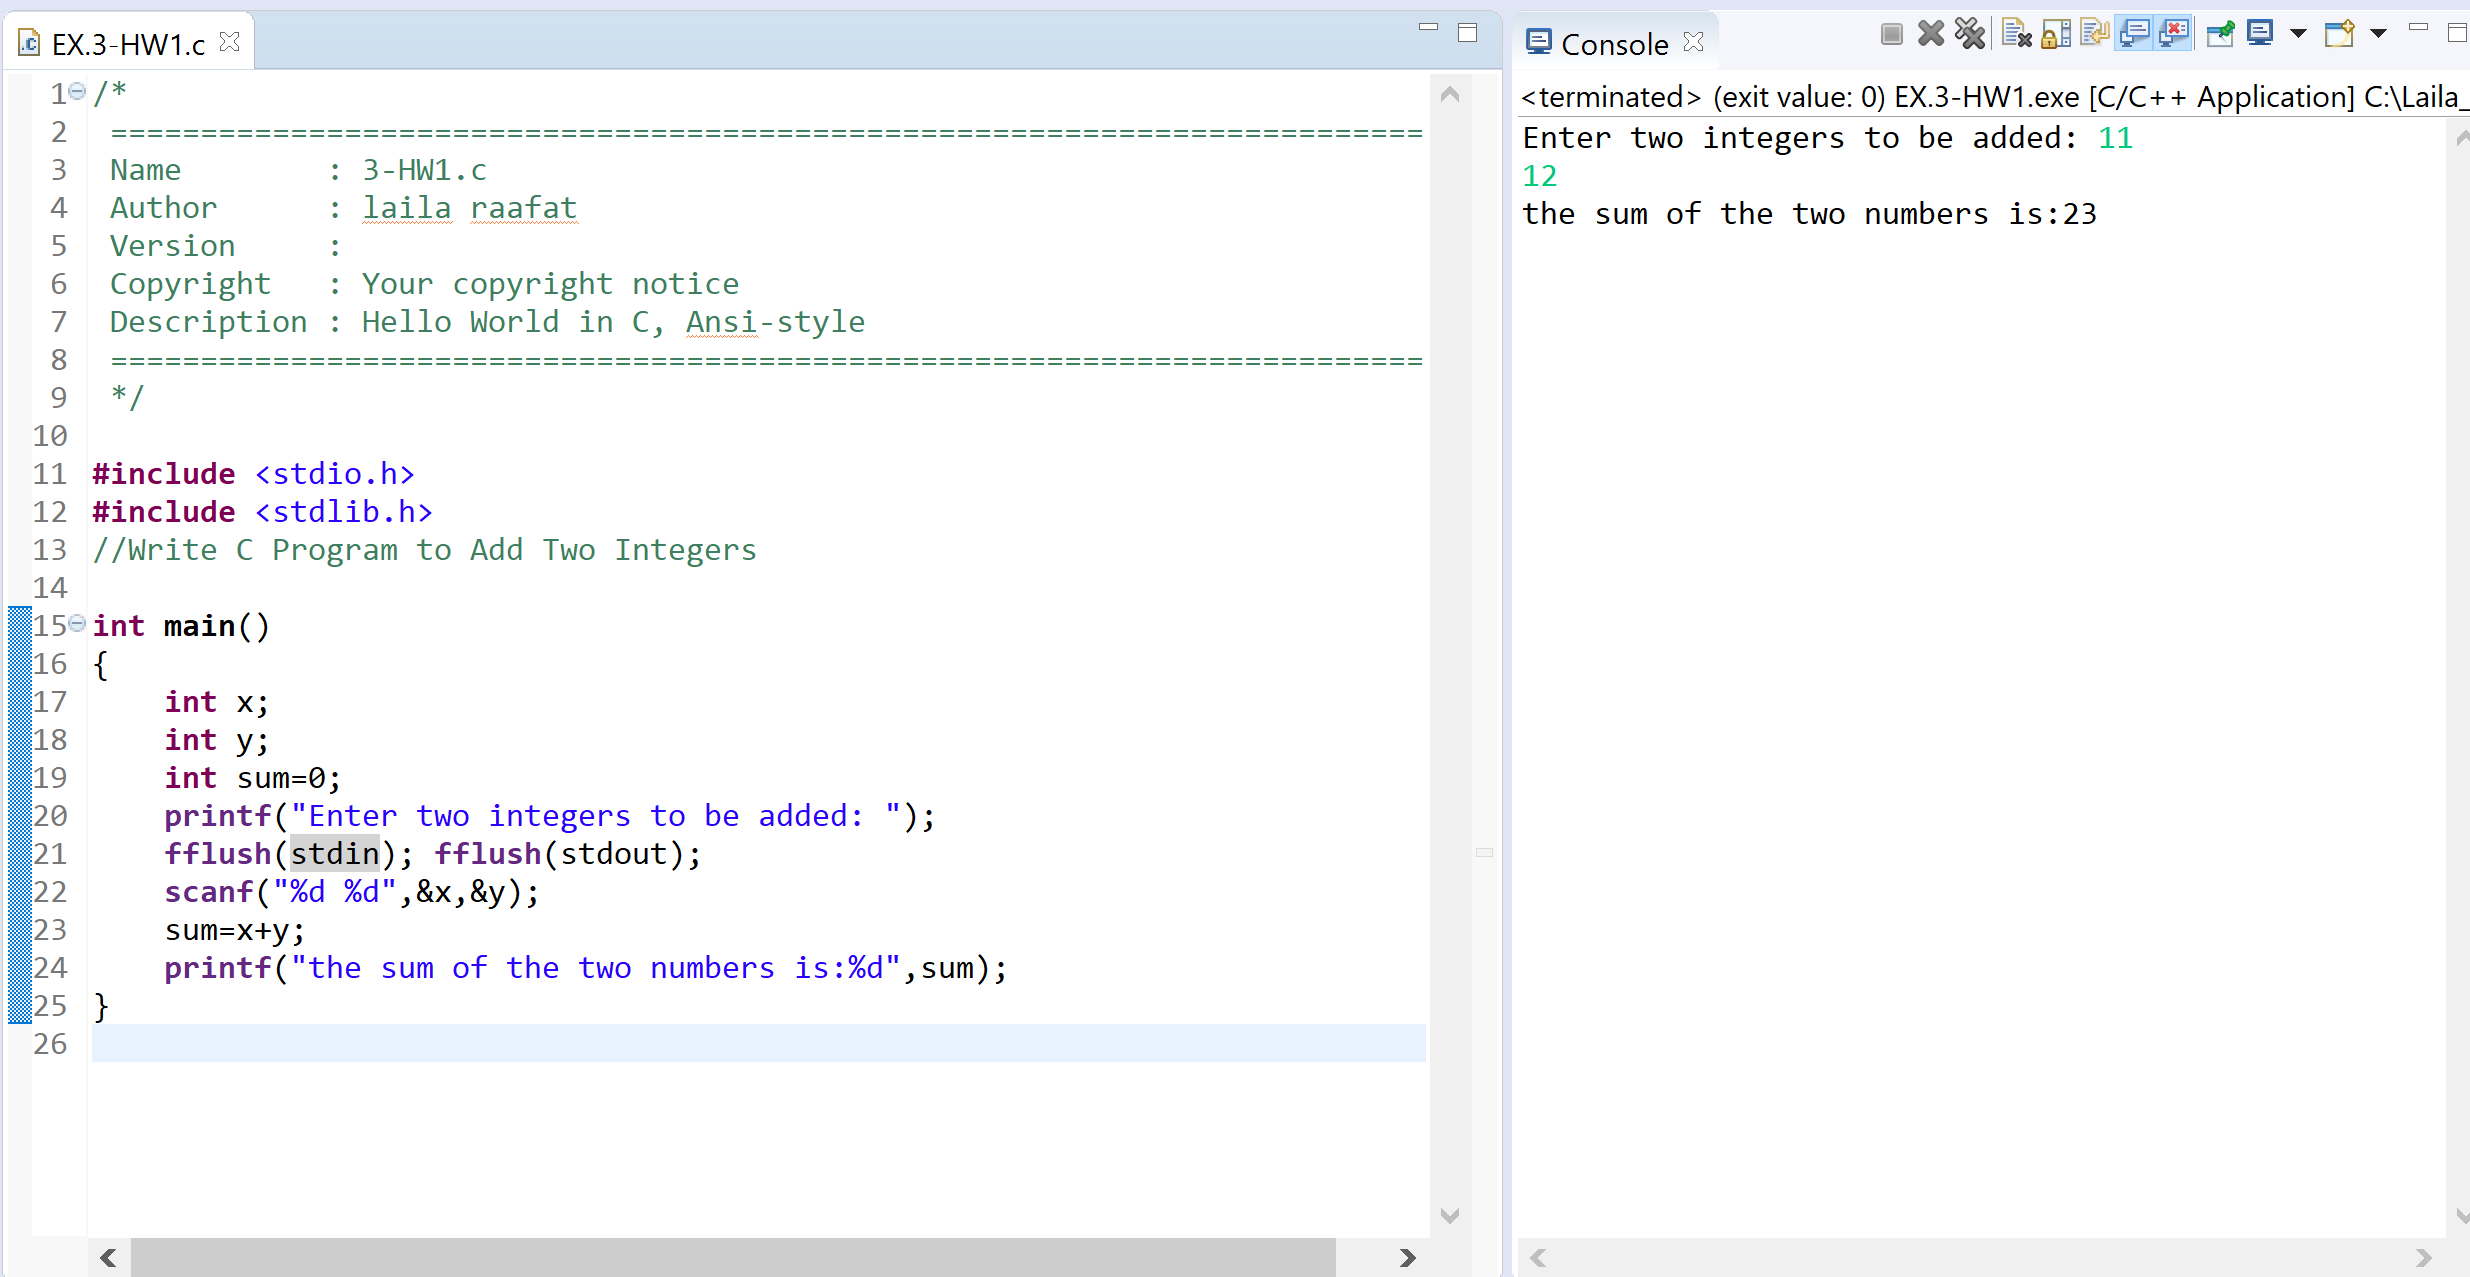 EX.3-HW1.c
1 /*
2 =========================================================================
3 Name        : 3-HW1.c
4 Author      : laila raafat
5 Version     :
6 Copyright   : Your copyright notice
7 Description : Hello World in C, Ansi-style
8 =========================================================================
9 */
10
11 #include <stdio.h>
12 #include <stdlib.h>
13 //Write C Program to Add Two Integers
14
15 int main()
16 {
17     int x;
18     int y;
19     int sum=0;
20     printf("Enter two integers to be added: ");
21     fflush(stdin); fflush(stdout);
22     scanf("%d %d",&x,&y);
23     sum=x+y;
24     printf("the sum of the two numbers is:%d",sum);
25 }
26
Console
<terminated> (exit value: 0) EX.3-HW1.exe [C/C++ Application] C:\Laila_
Enter two integers to be added: 11
12
the sum of the two numbers is:23